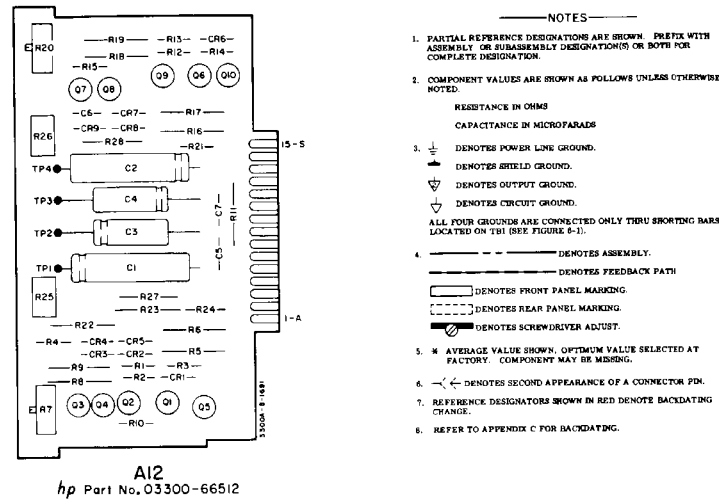 E R20
—R19— —R13— —CR6—
—R18— —R12— —R14—
—R15—
Q7 Q8 Q9 Q6 Q10
—C6— —CR7— —R17—
R26
—CR9— —CR8— —R16—
—R28— —R21—
15-S
TP4 C2
TP3 C4
C7 R11
TP2 C3
C5
TP1 C1
R25
—R27—
—R23— —R24—
1-A
—R22— —R6—
—R4— —CR4— —CR5—
—CR3— —CR2— —R5—
—R9— —R1— —R3—
—R8— —R2— —CR1—
E R7
Q3 Q4 Q2 Q1 Q5
—R10—
3300A-B-1681
A12
hp Part No. 03300-66512
NOTES
1. PARTIAL REFERENCE DESIGNATIONS ARE SHOWN. PREFIX WITH
ASSEMBLY OR SUBASSEMBLY DESIGNATION(S) OR BOTH FOR
COMPLETE DESIGNATION.
2. COMPONENT VALUES ARE SHOWN AS FOLLOWS UNLESS OTHERWISE
NOTED.
RESISTANCE IN OHMS
CAPACITANCE IN MICROFARADS
3. DENOTES POWER LINE GROUND.
DENOTES SHIELD GROUND.
DENOTES OUTPUT GROUND.
DENOTES CIRCUIT GROUND.
ALL FOUR GROUNDS ARE CONNECTED ONLY THRU SHORTING BARS
LOCATED ON TB1 (SEE FIGURE 6-1).
4. DENOTES ASSEMBLY.
DENOTES FEEDBACK PATH
DENOTES FRONT PANEL MARKING.
DENOTES REAR PANEL MARKING.
DENOTES SCREWDRIVER ADJUST.
5. * AVERAGE VALUE SHOWN, OPTIMUM VALUE SELECTED AT
FACTORY. COMPONENT MAY BE MISSING.
6. DENOTES SECOND APPEARANCE OF A CONNECTOR PIN.
7. REFERENCE DESIGNATORS SHOWN IN RED DENOTE BACKDATING
CHANGE.
8. REFER TO APPENDIX C FOR BACKDATING.